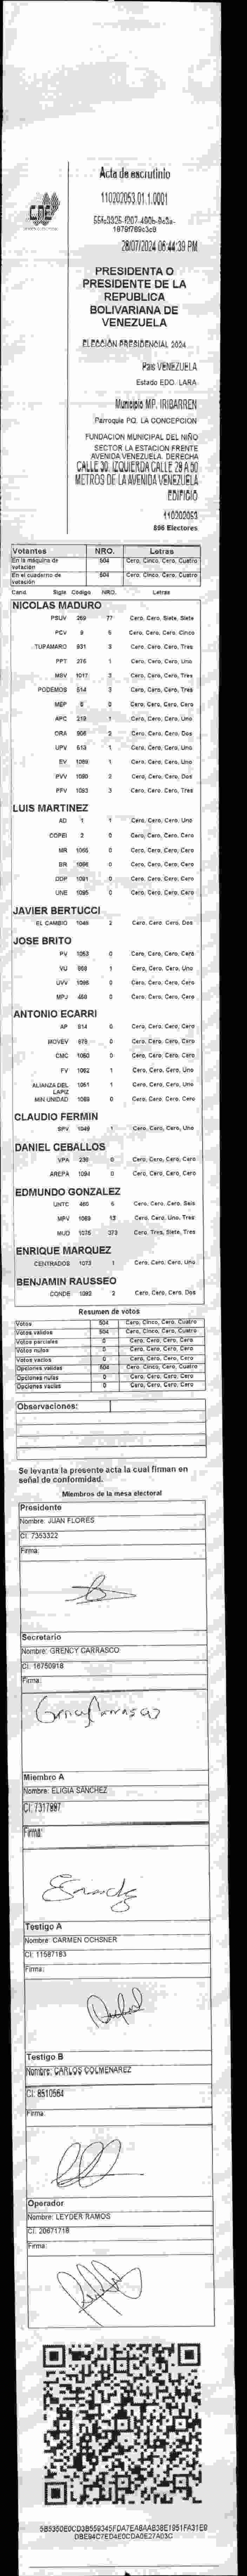 Acta de escrutinio
110202053.01.1.0001
28/07/2024 06:44:39 PM
PRESIDENTA O
PRESIDENTE DE LA
REPUBLICA
BOLIVARIANA DE
VENEZUELA
ELECCIÓN PRESIDENCIAL 2024
País VENEZUELA
Estado EDO. LARA
Municipio MP. IRIBARREN
Parroquia PQ. LA CONCEPCION
FUNDACION MUNICIPAL DEL NIÑO
SECTOR LA ESTACION FRENTE
AVENIDA VENEZUELA. DERECHA
CALLE 30. IZQUIERDA CALLE 29 A 50
METROS DE LA AVENIDA VENEZUELA
EDIFICIO
110202053
896 Electores
Votantes NRO. Letras
En la máquina de votación 504 Cero, Cinco, Cero, Cuatro
En el cuaderno de votación 504 Cero, Cinco, Cero, Cuatro
Cand Sigla Código NRO. Letras
NICOLAS MADURO
PSUV 269 77 Cero, Cero, Siete, Siete
PCV 9 5 Cero, Cero, Cero, Cinco
TUPAMARO 931 3 Cero, Cero, Cero, Tres
PPT 276 1 Cero, Cero, Cero, Uno
MSV 1017 3 Cero, Cero, Cero, Tres
PODEMOS 514 3 Cero, Cero, Cero, Tres
MEP 6 0 Cero, Cero, Cero, Cero
APC 219 1 Cero, Cero, Cero, Uno
ORA 906 2 Cero, Cero, Cero, Dos
UPV 613 1 Cero, Cero, Cero, Uno
EV 1089 1 Cero, Cero, Cero, Uno
PVV 1090 2 Cero, Cero, Cero, Dos
PFV 1093 3 Cero, Cero, Cero, Tres
LUIS MARTINEZ
AD 1 1 Cero, Cero, Cero, Uno
COPEI 2 0 Cero, Cero, Cero, Cero
MR 1055 0 Cero, Cero, Cero, Cero
BR 1096 0 Cero, Cero, Cero, Cero
DDP 1091 0 Cero, Cero, Cero, Cero
UNE 1095 0 Cero, Cero, Cero, Cero
JAVIER BERTUCCI
EL CAMBIO 1045 2 Cero, Cero, Cero, Dos
JOSE BRITO
PV 1053 0 Cero, Cero, Cero, Cero
VU 968 1 Cero, Cero, Cero, Uno
UVV 1098 0 Cero, Cero, Cero, Cero
MPJ 468 0 Cero, Cero, Cero, Cero
ANTONIO ECARRI
AP 914 0 Cero, Cero, Cero, Cero
MOVEV 979 0 Cero, Cero, Cero, Cero
CMC 1060 0 Cero, Cero, Cero, Cero
FV 1062 1 Cero, Cero, Cero, Uno
ALIANZA DEL LAPIZ 1051 1 Cero, Cero, Cero, Uno
MIN UNIDAD 1088 0 Cero, Cero, Cero, Cero
CLAUDIO FERMIN
SPV 1049 1 Cero, Cero, Cero, Uno
DANIEL CEBALLOS
VPA 239 0 Cero, Cero, Cero, Cero
AREPA 1094 0 Cero, Cero, Cero, Cero
EDMUNDO GONZALEZ
UNTC 460 6 Cero, Cero, Cero, Seis
MPV 1069 13 Cero, Cero, Uno, Tres
MUD 1075 373 Cero, Tres, Siete, Tres
ENRIQUE MARQUEZ
CENTRADOS 1073 1 Cero, Cero, Cero, Uno
BENJAMIN RAUSSEO
CONDE 1092 2 Cero, Cero, Cero, Dos
Resumen de votos
Votos 504 Cero, Cinco, Cero, Cuatro
Votos válidos 504 Cero, Cinco, Cero, Cuatro
Votos parciales 0 Cero, Cero, Cero, Cero
Votos nulos 0 Cero, Cero, Cero, Cero
Votos vacíos 0 Cero, Cero, Cero, Cero
Opciones válidas 504 Cero, Cinco, Cero, Cuatro
Opciones nulas 0 Cero, Cero, Cero, Cero
Opciones vacías 0 Cero, Cero, Cero, Cero
Observaciones:
Se levanta la presente acta la cual firman en
señal de conformidad.
Miembros de la mesa electoral
Presidente
Nombre: JUAN FLORES
CI: 7353322
Firma:
Secretario
Nombre: GRENCY CARRASCO
CI: 16750918
Firma:
Miembro A
Nombre: ELIGIA SANCHEZ
CI: 7317997
Firma:
Testigo A
Nombre: CARMEN OCHSNER
CI: 11587183
Firma:
Testigo B
Nombre: CARLOS COLMENAREZ
CI: 8510564
Firma:
Operador
Nombre: LEYDER RAMOS
CI: 20671718
Firma: